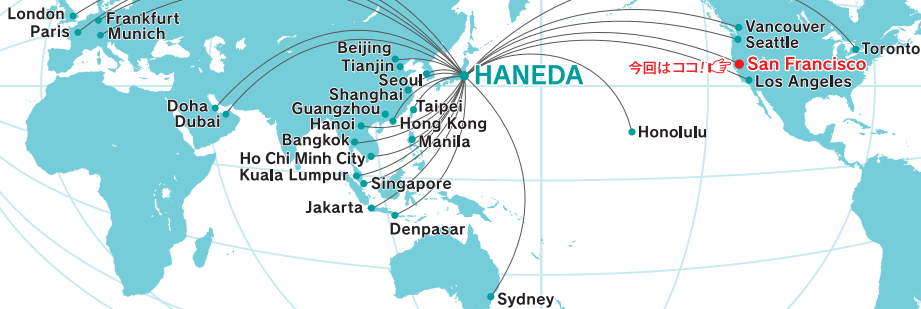 London
Paris
Frankfurt
Munich
Beijing
Tianjin
Seoul
Shanghai
Guangzhou
Hanoi
Bangkok
Ho Chi Minh City
Kuala Lumpur
Doha
Dubai
HANEDA
Taipei
Hong Kong
Manila
Singapore
Jakarta
Denpasar
Sydney
Honolulu
Vancouver
Seattle
今回はココ!☞ San Francisco
Los Angeles
Toronto